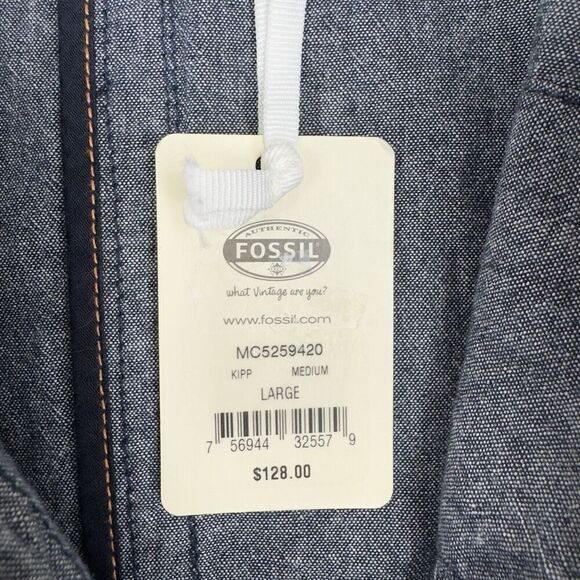 AUTHENTIC
FOSSIL
what Vintage are you?
www.fossil.com
MC5259420
KIPP MEDIUM
LARGE
7 56944 32557 9
$128.00